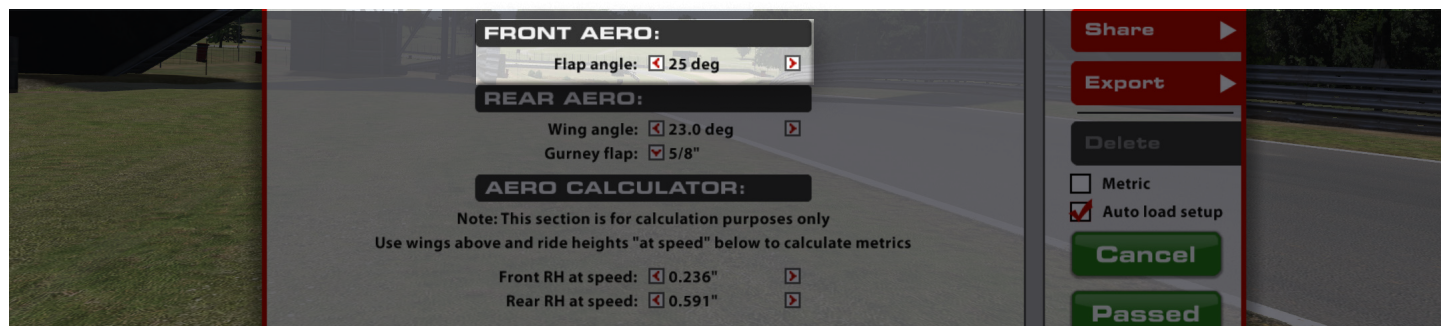 FRONT AERO:
Flap angle: 25 deg
REAR AERO:
Wing angle: 23.0 deg
Gurney flap: 5/8"
AERO CALCULATOR:
Note: This section is for calculation purposes only
Use wings above and ride heights "at speed" below to calculate metrics
Front RH at speed: 0.236"
Rear RH at speed: 0.591"
Share
Export
Delete
Metric
Auto load setup
Cancel
Passed